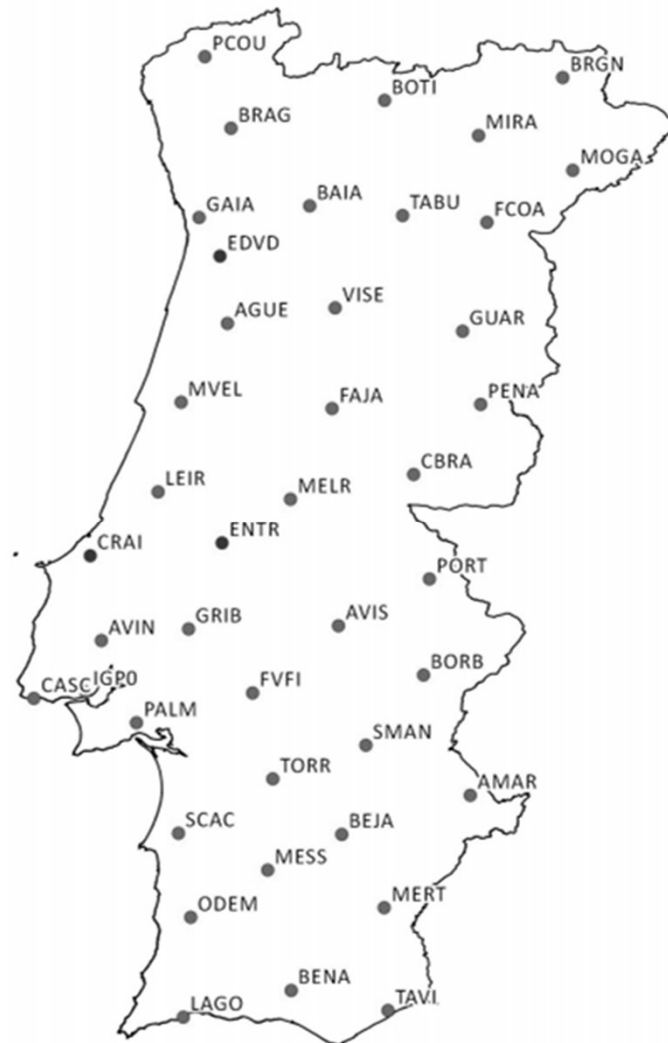 PCOU
BRGN
BOTI
BRAG
MIRA
MOGA
BAIA
TABU
GAIA
FCOA
EDVD
VISE
AGUE
GUAR
MVEL
FAJA
PENA
CBRA
LEIR
MELR
ENTR
CRAI
PORT
GRIB
AVIS
AVIN
BORB
CASC
IGP0
FVFI
PALM
SMAN
TORR
AMAR
SCAC
BEJA
MESS
MERT
ODEM
BENA
LAGO
TAVI